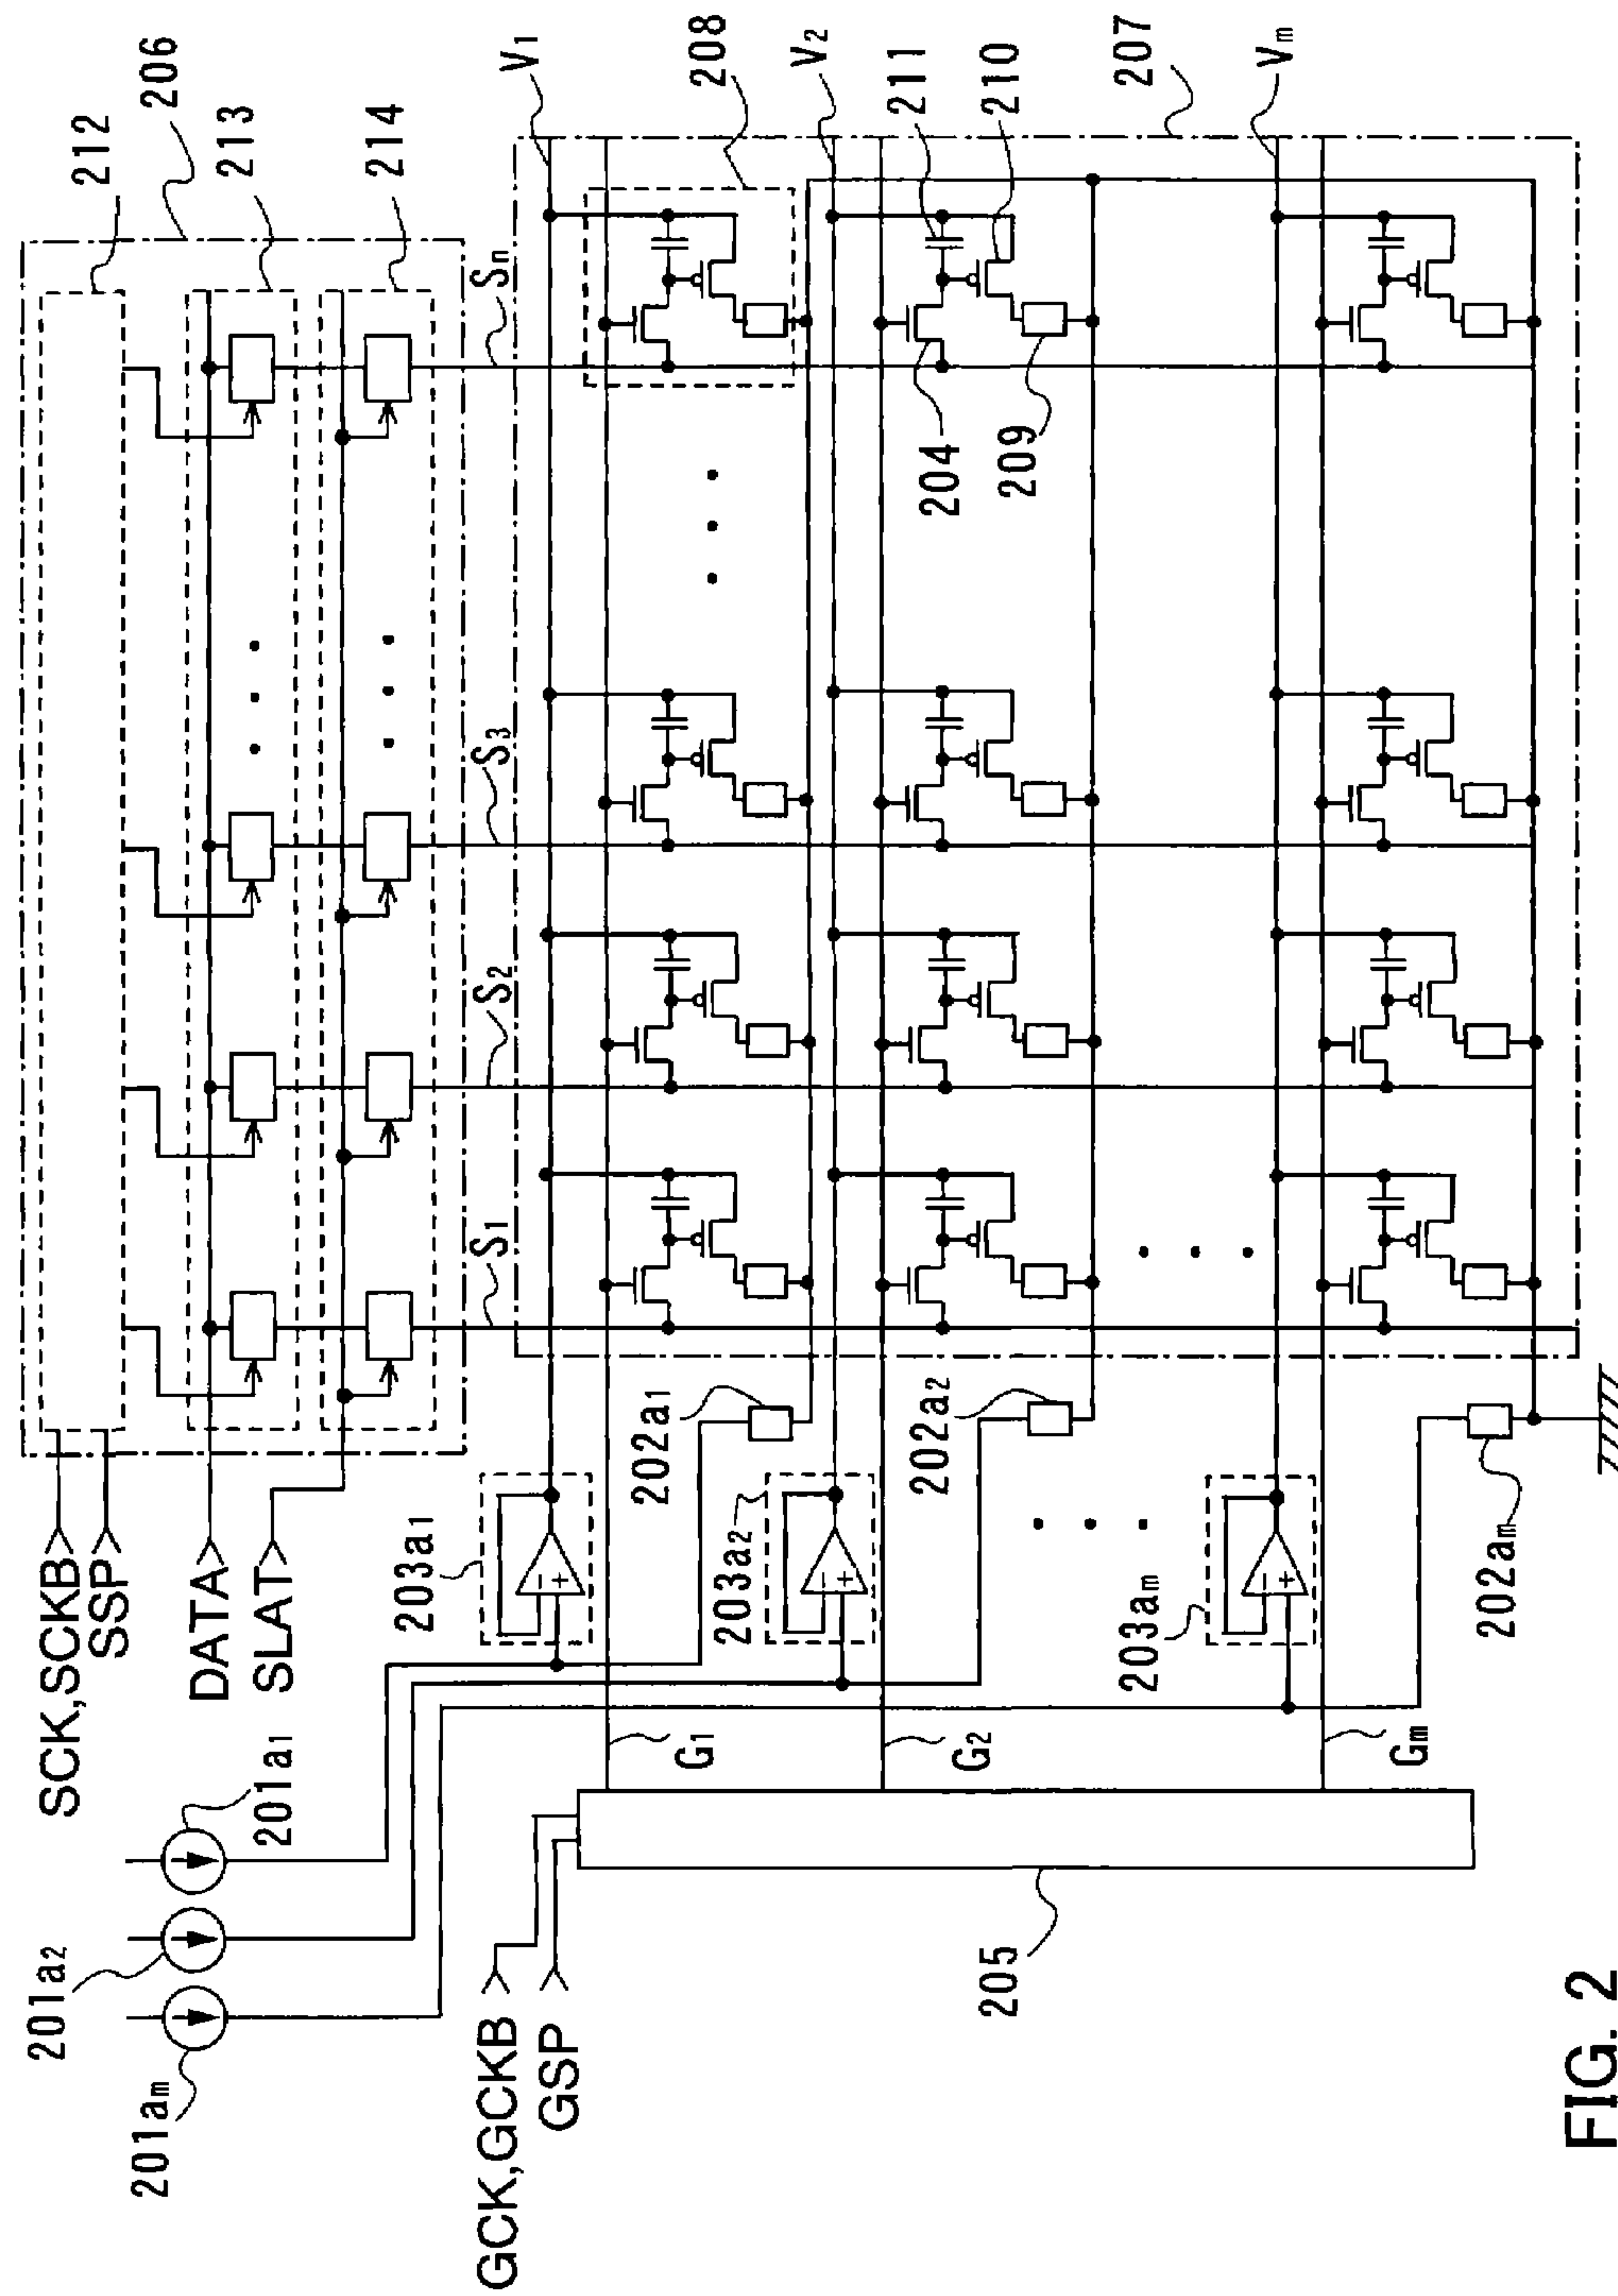 212
206
213
214
SCK,SCKB
SSP
DATA
SLAT
S1
S2
S3
Sn
V1
208
V2
211
210
207
Vm
204
209
201a1
201a2
201am
203a1
202a1
203a2
202a2
203am
202am
G1
G2
Gm
GCK,GCKB
GSP
205
FIG. 2